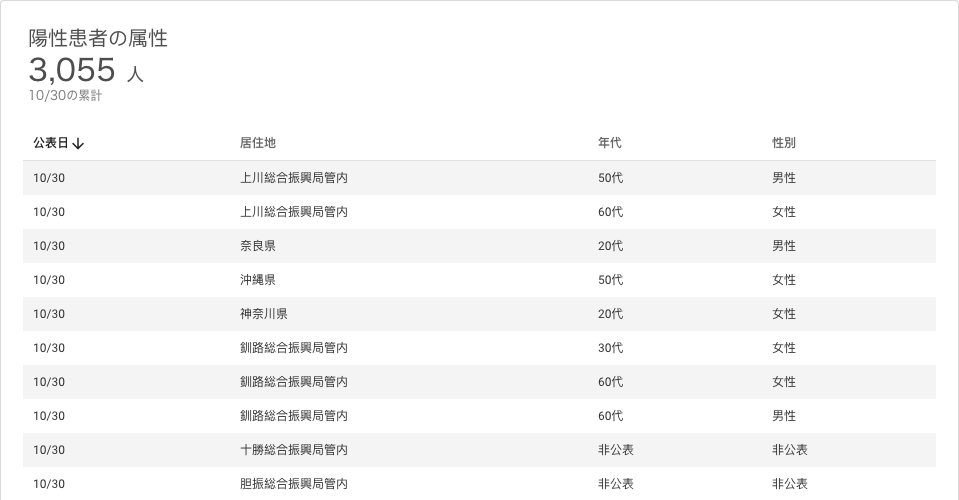 陽性患者の属性
3,055 人
10/30の累計
公表日↓ 居住地 年代 性別
10/30 上川総合振興局管内 50代 男性
10/30 上川総合振興局管内 60代 女性
10/30 奈良県 20代 男性
10/30 沖縄県 50代 女性
10/30 神奈川県 20代 女性
10/30 釧路総合振興局管内 30代 女性
10/30 釧路総合振興局管内 60代 女性
10/30 釧路総合振興局管内 60代 男性
10/30 十勝総合振興局管内 非公表 非公表
10/30 胆振総合振興局管内 非公表 非公表